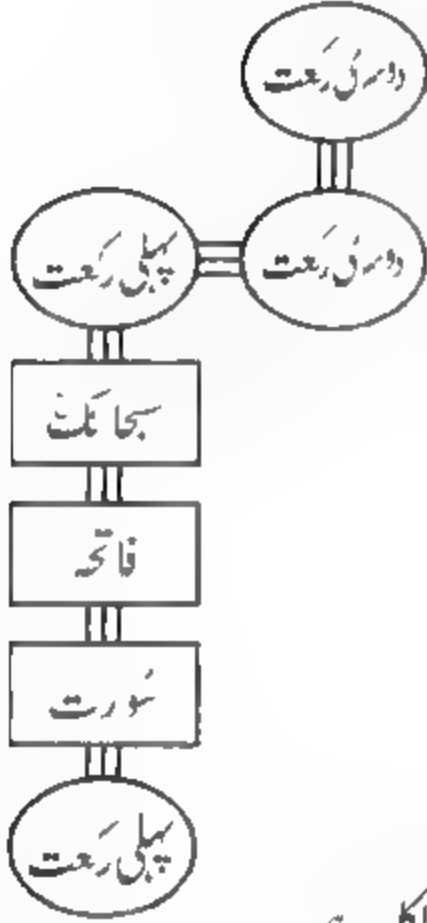 دوسری رکعت
پہلی رکعت
دوسری رکعت
سبحانک
فاتحہ
سورت
پہلی رکعت